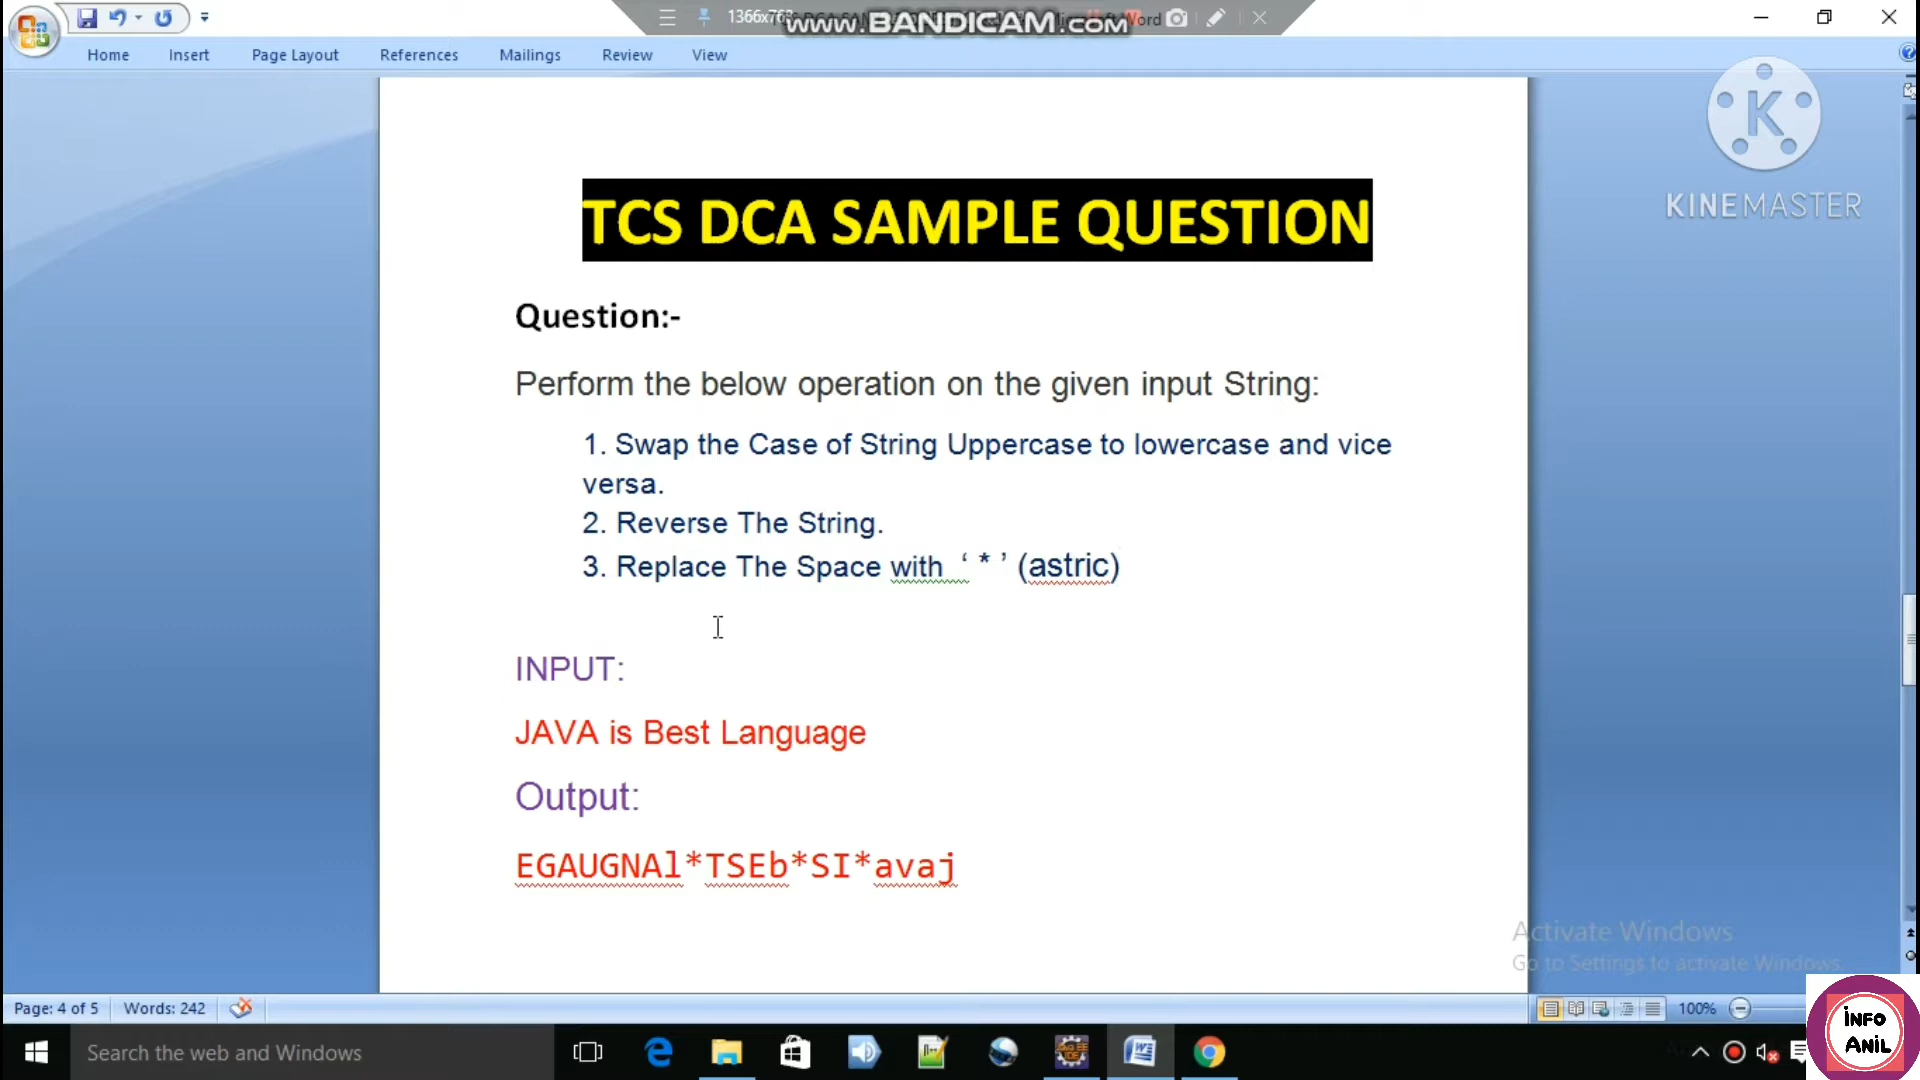 1366x768 www.BANDICAM.com Word
Home Insert Page Layout References Mailings Review View
K
KINEMASTER
TCS DCA SAMPLE QUESTION
Question:-
Perform the below operation on the given input String:
1. Swap the Case of String Uppercase to lowercase and vice
versa.
2. Reverse The String.
3. Replace The Space with ‘ * ’ (astric)
INPUT:
JAVA is Best Language
Output:
EGAUGNAl*TSEb*SI*avaj
Activate Windows
Go to Settings to activate Windows.
Page: 4 of 5 Words: 242 100%
Search the web and Windows
iNFO
ANiL